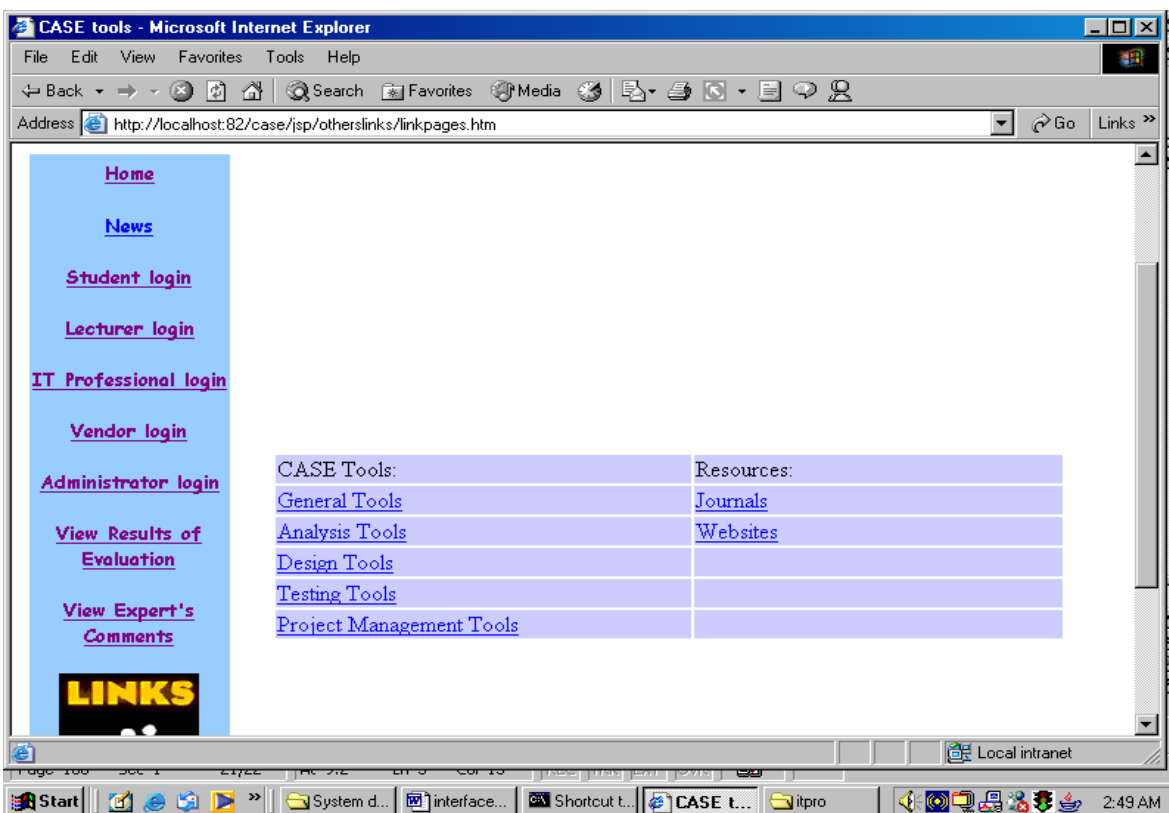 CASE tools - Microsoft Internet Explorer
File Edit View Favorites Tools Help
Back Search Favorites Media
Address http://localhost:82/case/jsp/otherslinks/linkpages.htm Go Links »
Home
News
Student login
Lecturer login
IT Professional login
Vendor login
Administrator login
View Results of
Evaluation
View Expert's
Comments
LINKS
CASE Tools: Resources:
General Tools Journals
Analysis Tools Websites
Design Tools
Testing Tools
Project Management Tools
Local intranet
Start » System d... interface... Shortcut t... CASE t... itpro 2:49 AM